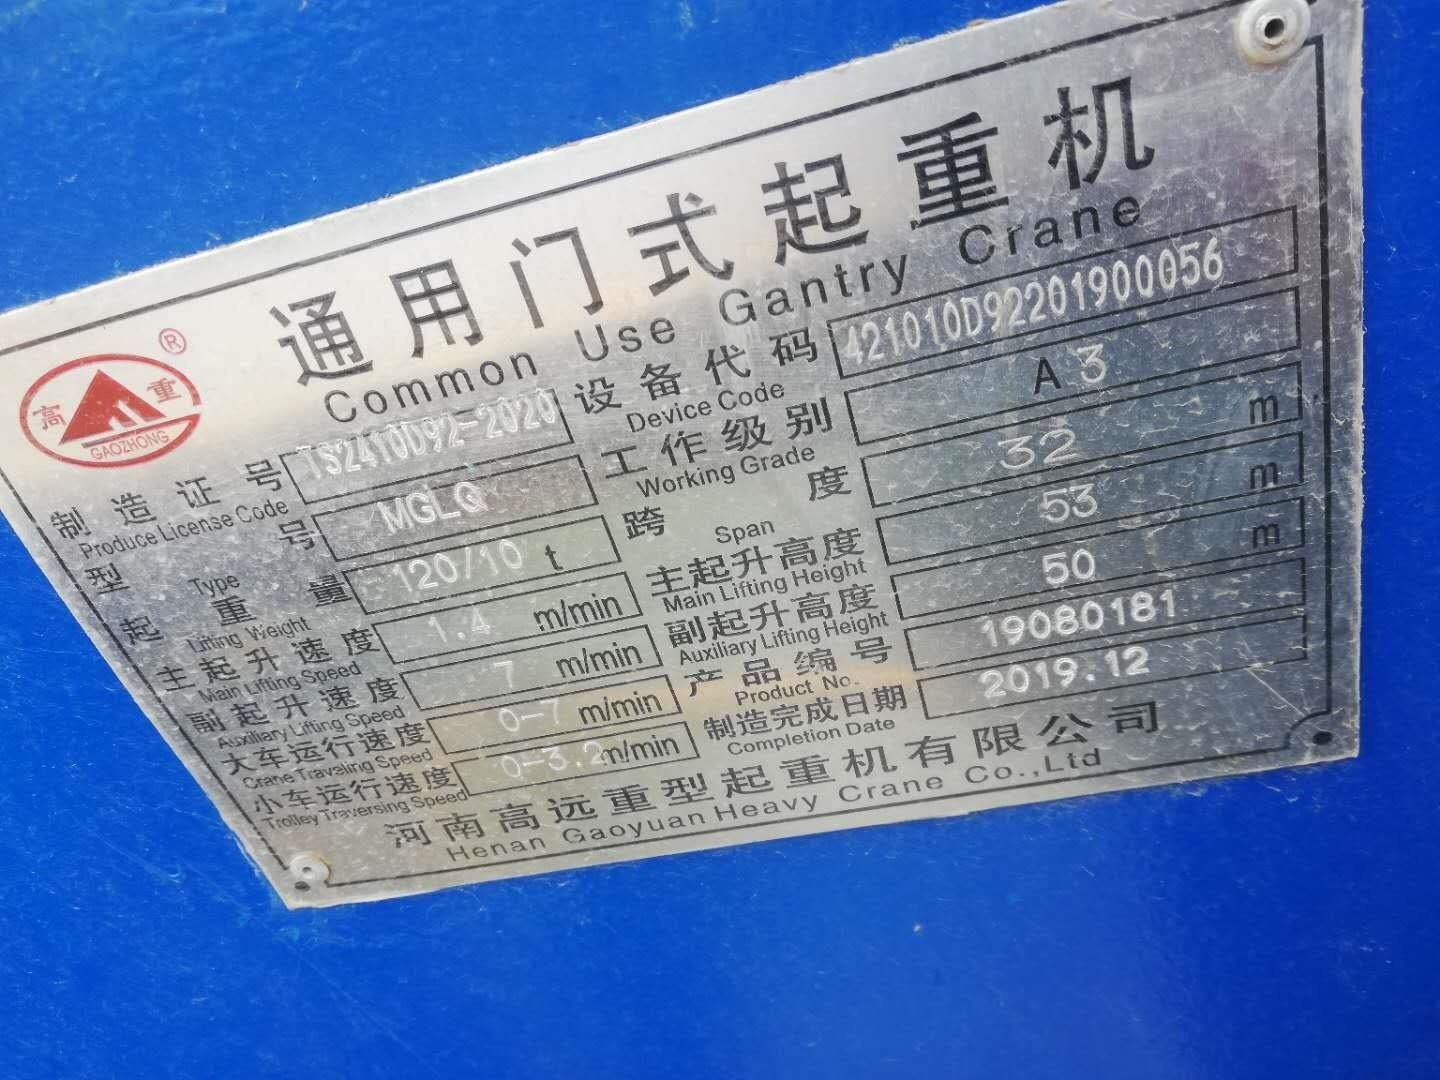 通用门式起重机
Common Use Gantry Crane
高重
GAOZHONG
®
制造证号 TS2410D92-2020 设备代码 421010D92201900056
Produce License Code Device Code
型号 MGLQ 工作级别 A3
Type Working Grade
起重量 120/10 t 跨度 32 m
Lifting Weight Span
主起升速度 1.4 m/min 主起升高度 53 m
Main Lifting Speed Main Lifting Height
副起升速度 7 m/min 副起升高度 50 m
Auxiliary Lifting Speed Auxiliary Lifting Height
大车运行速度 0-7 m/min 产品编号 19080181
Crane Traveling Speed Product No.
小车运行速度 0-3.2 m/min 制造完成日期 2019.12
Trolley Traversing Speed Completion Date
河南高远重型起重机有限公司
Henan Gaoyuan Heavy Crane Co.,Ltd